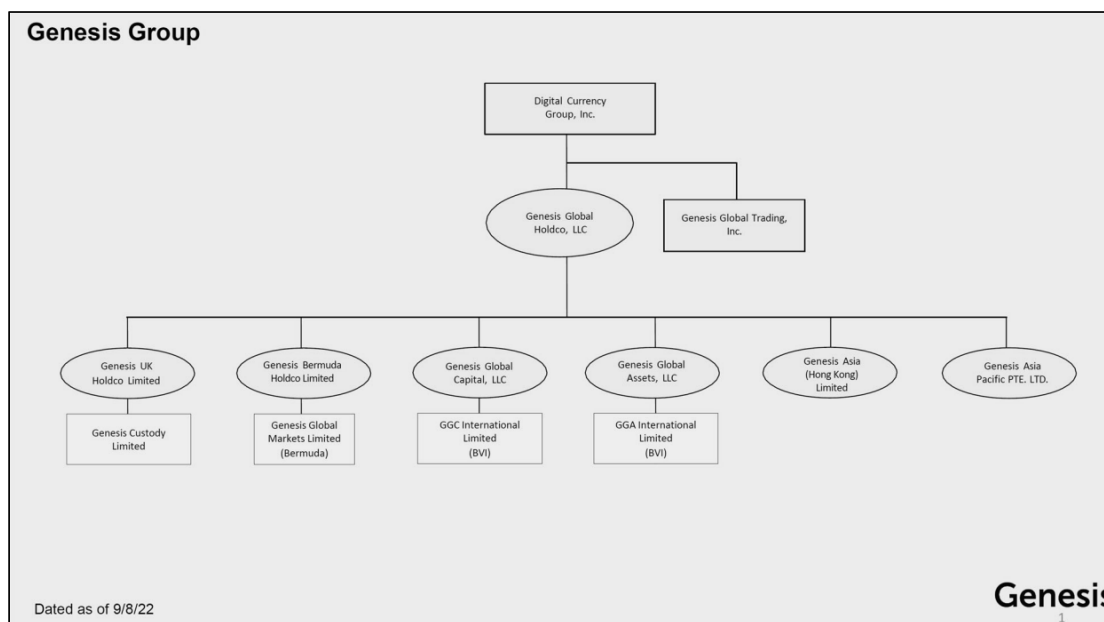 Genesis Group
Digital Currency
Group, Inc.
Genesis Global
Holdco, LLC
Genesis Global Trading,
Inc.
Genesis UK
Holdco Limited
Genesis Bermuda
Holdco Limited
Genesis Global
Capital, LLC
Genesis Global
Assets, LLC
Genesis Asia
(Hong Kong)
Limited
Genesis Asia
Pacific PTE. LTD.
Genesis Custody
Limited
Genesis Global
Markets Limited
(Bermuda)
GGC International
Limited
(BVI)
GGA International
Limited
(BVI)
Dated as of 9/8/22
Genesis
1